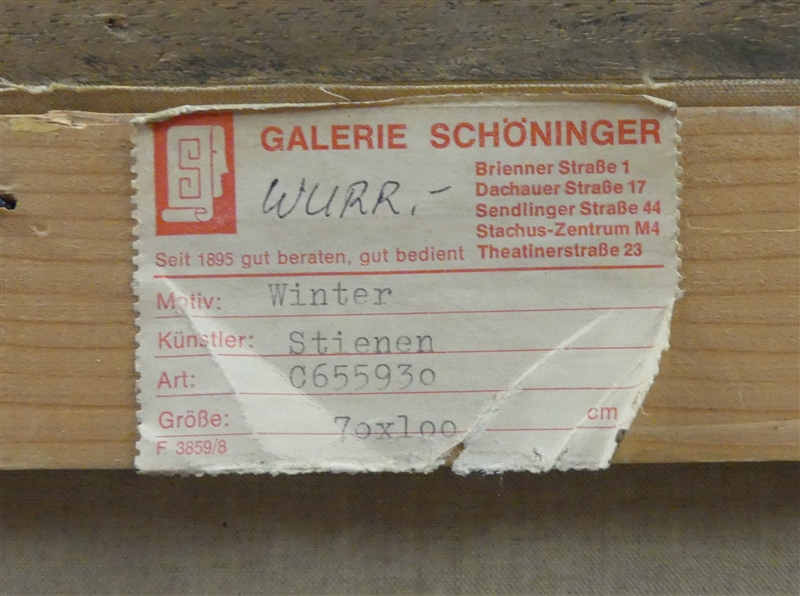 GALERIE SCHÖNINGER
WURR.-
Brienner Straße 1
Dachauer Straße 17
Sendlinger Straße 44
Stachus-Zentrum M4
Theatinerstraße 23
Seit 1895 gut beraten, gut bedient
Motiv: Winter
Künstler: Stienen
Art: C655930
Größe: 70x100 cm
F 3859/8